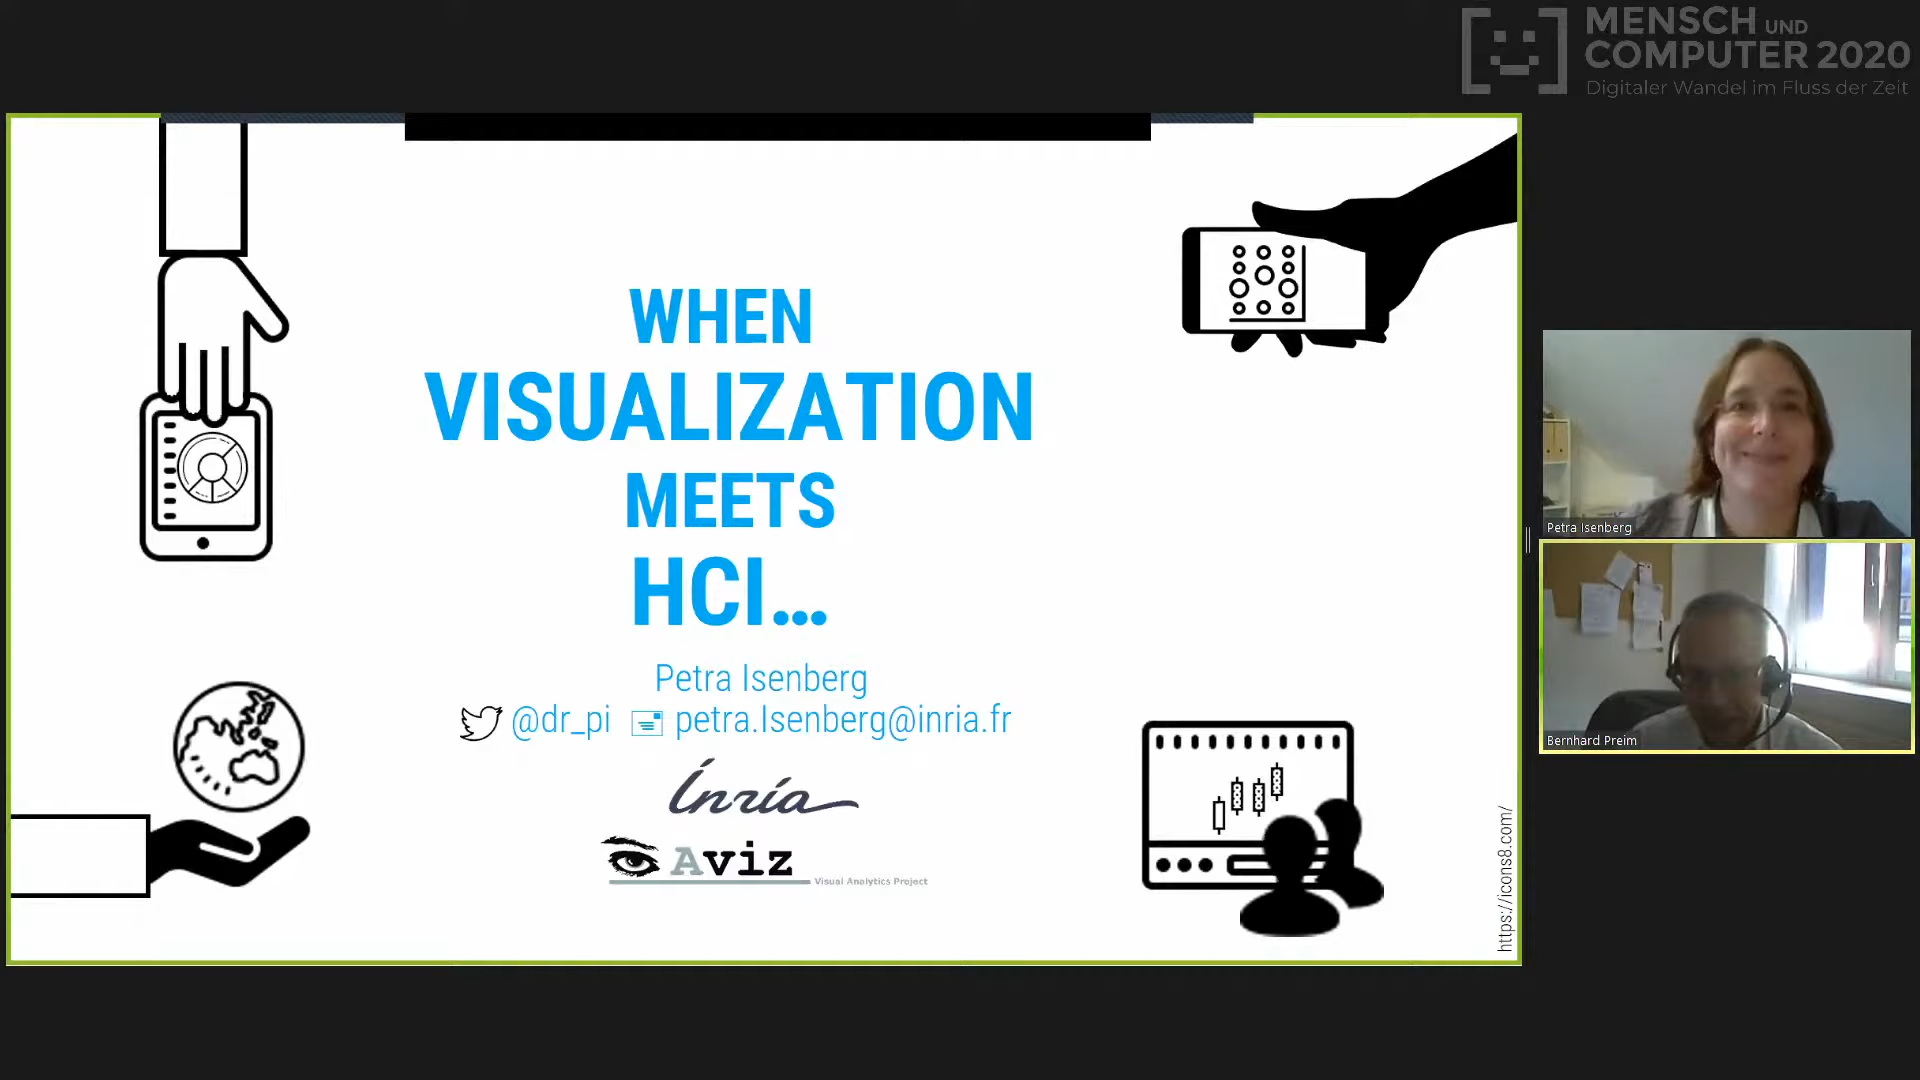 MENSCH UND
COMPUTER 2020
Digitaler Wandel im Fluss der Zeit
WHEN
VISUALIZATION
MEETS
HCI...
Petra Isenberg
@dr_pi petra.Isenberg@inria.fr
Inria
Aviz
Visual Analytics Project
https://icons8.com/
Petra Isenberg
Bernhard Preim